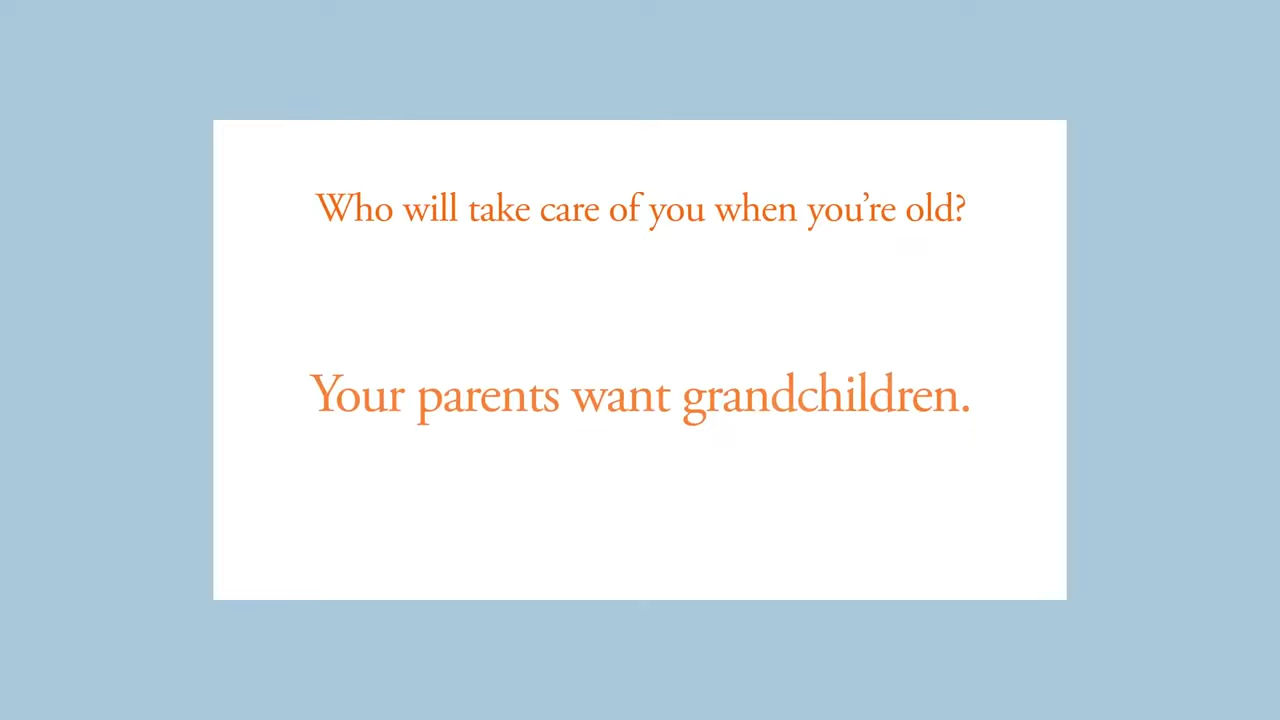 Who will take care of you when you’re old?
Your parents want grandchildren.